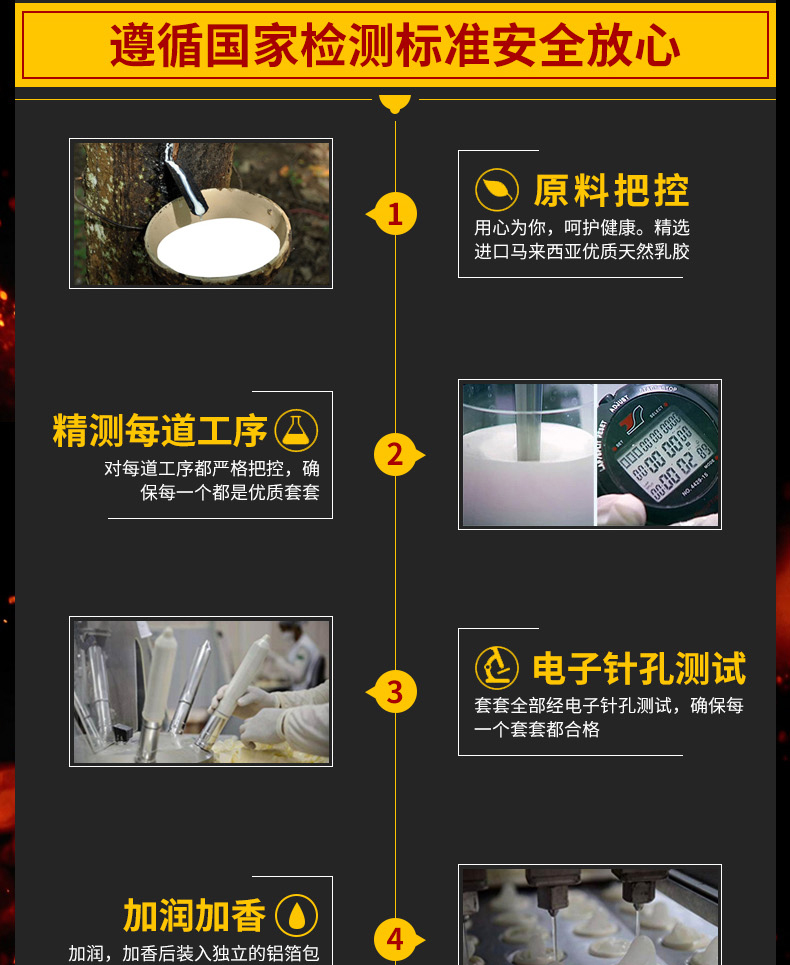 遵循国家检测标准安全放心
1
原料把控
用心为你，呵护健康。精选
进口马来西亚优质天然乳胶
精测每道工序
对每道工序都严格把控，确
保每一个都是优质套套
2
ADJUST
SELECT
SET
MODE
NO. 4429-15
3
电子针孔测试
套套全部经电子针孔测试，确保每
一个套套都合格
加润加香
加润，加香后装入独立的铝箔包
4